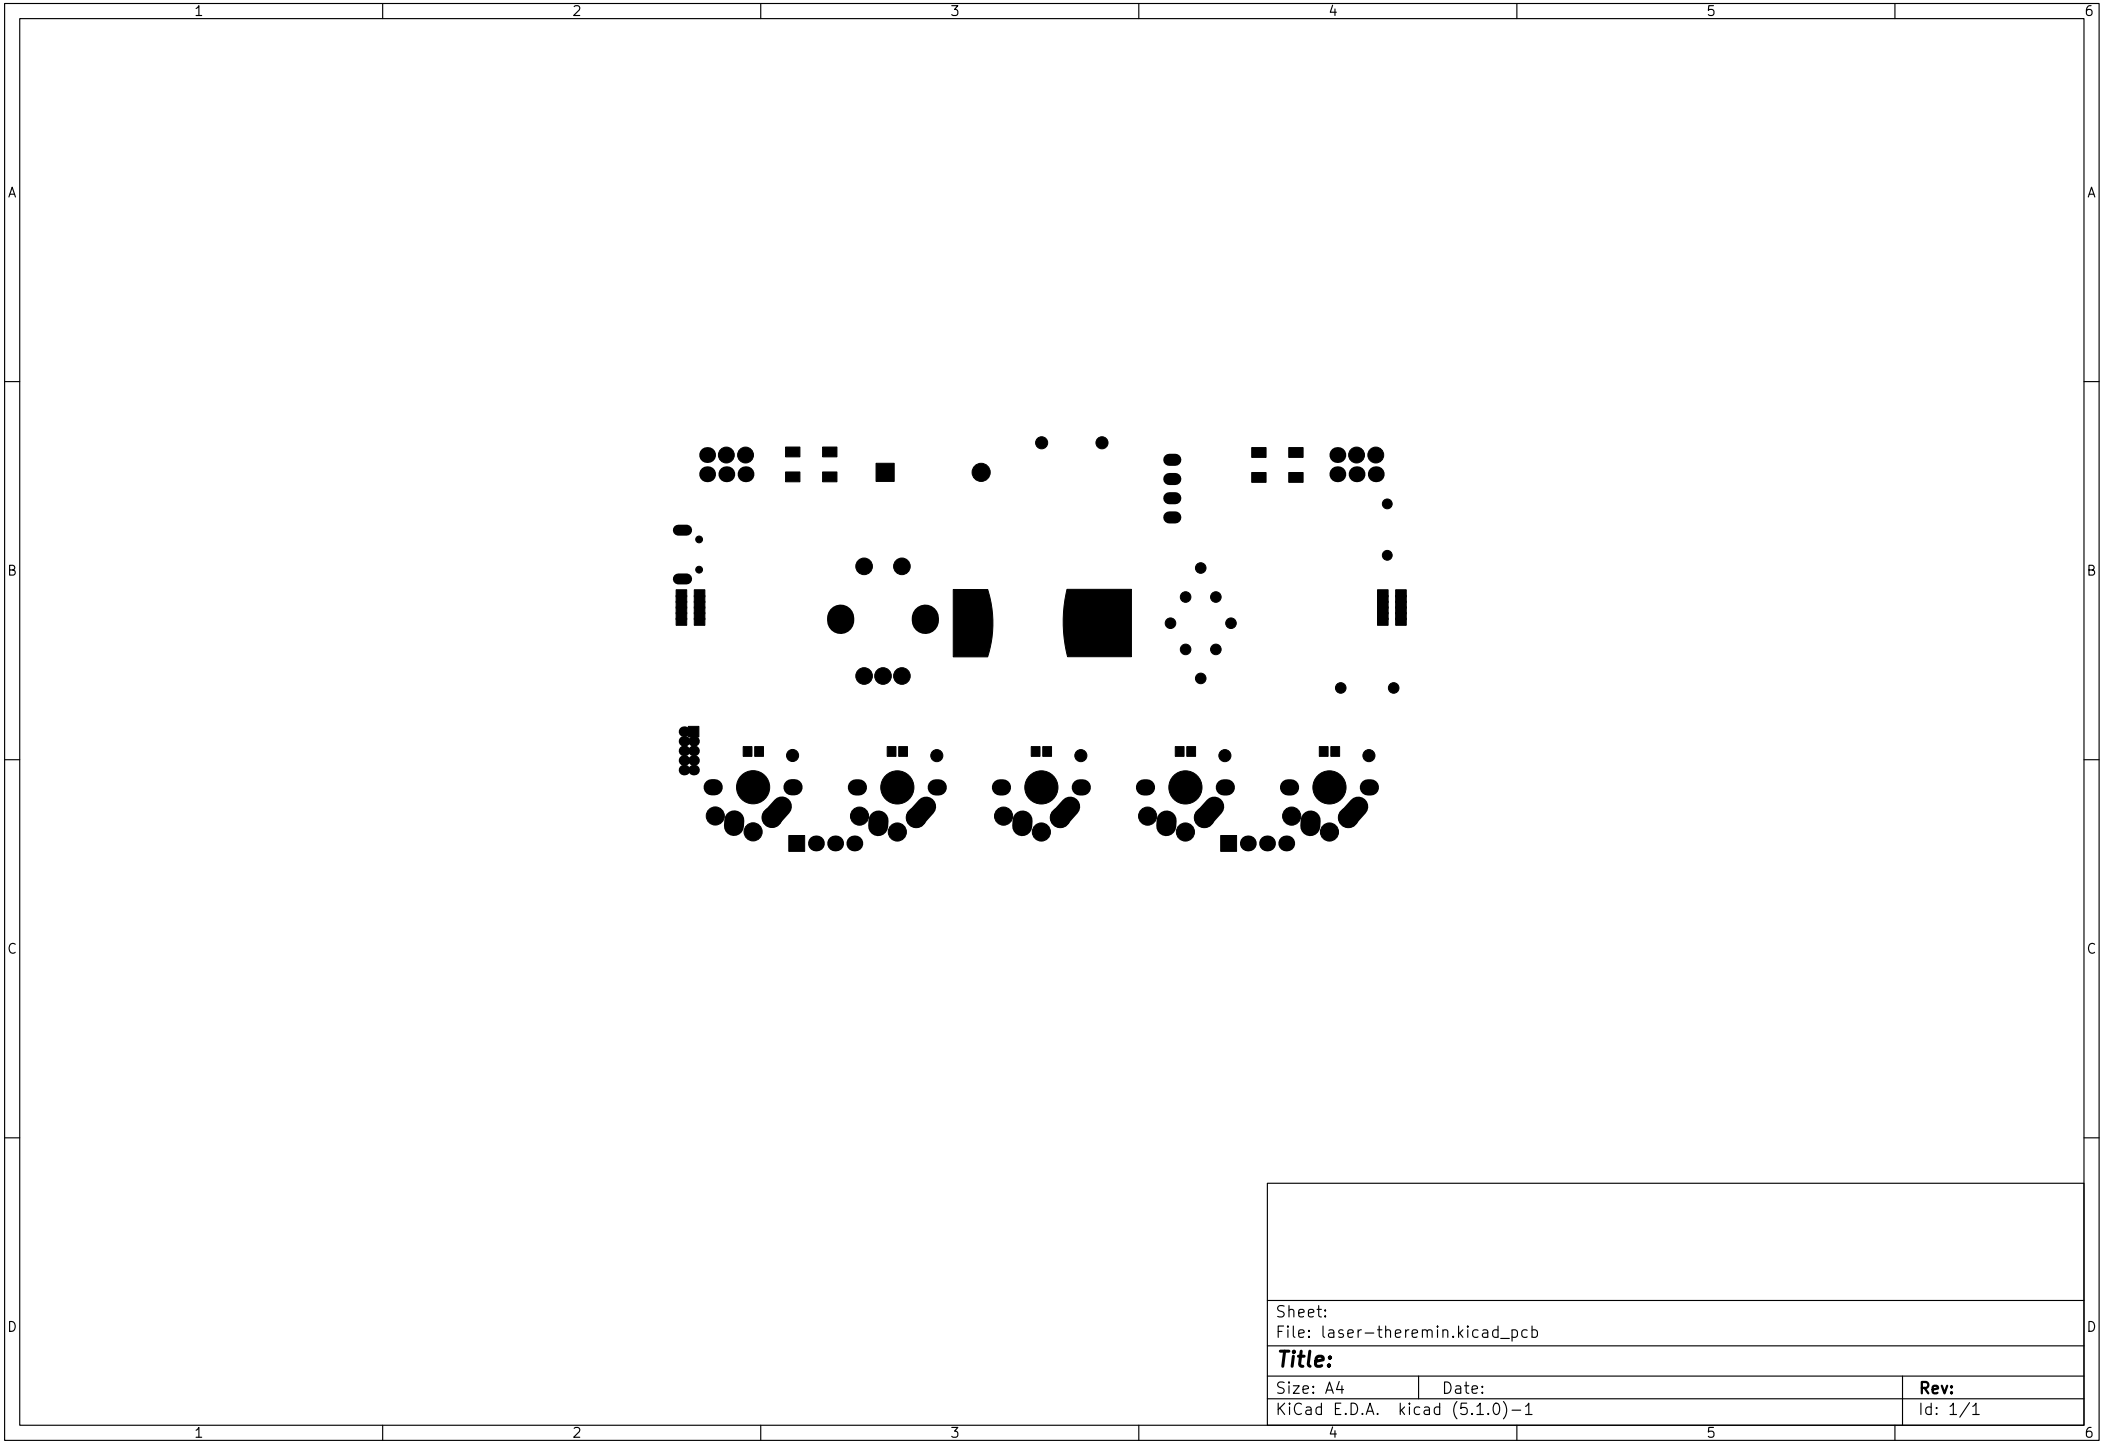 1 2 3 4 5 6
A A
B B
C C
D D
Sheet:
File: laser-theremin.kicad_pcb
Title:
Size: A4 Date: Rev:
KiCad E.D.A. kicad (5.1.0)-1 Id: 1/1
1 2 3 4 5 6